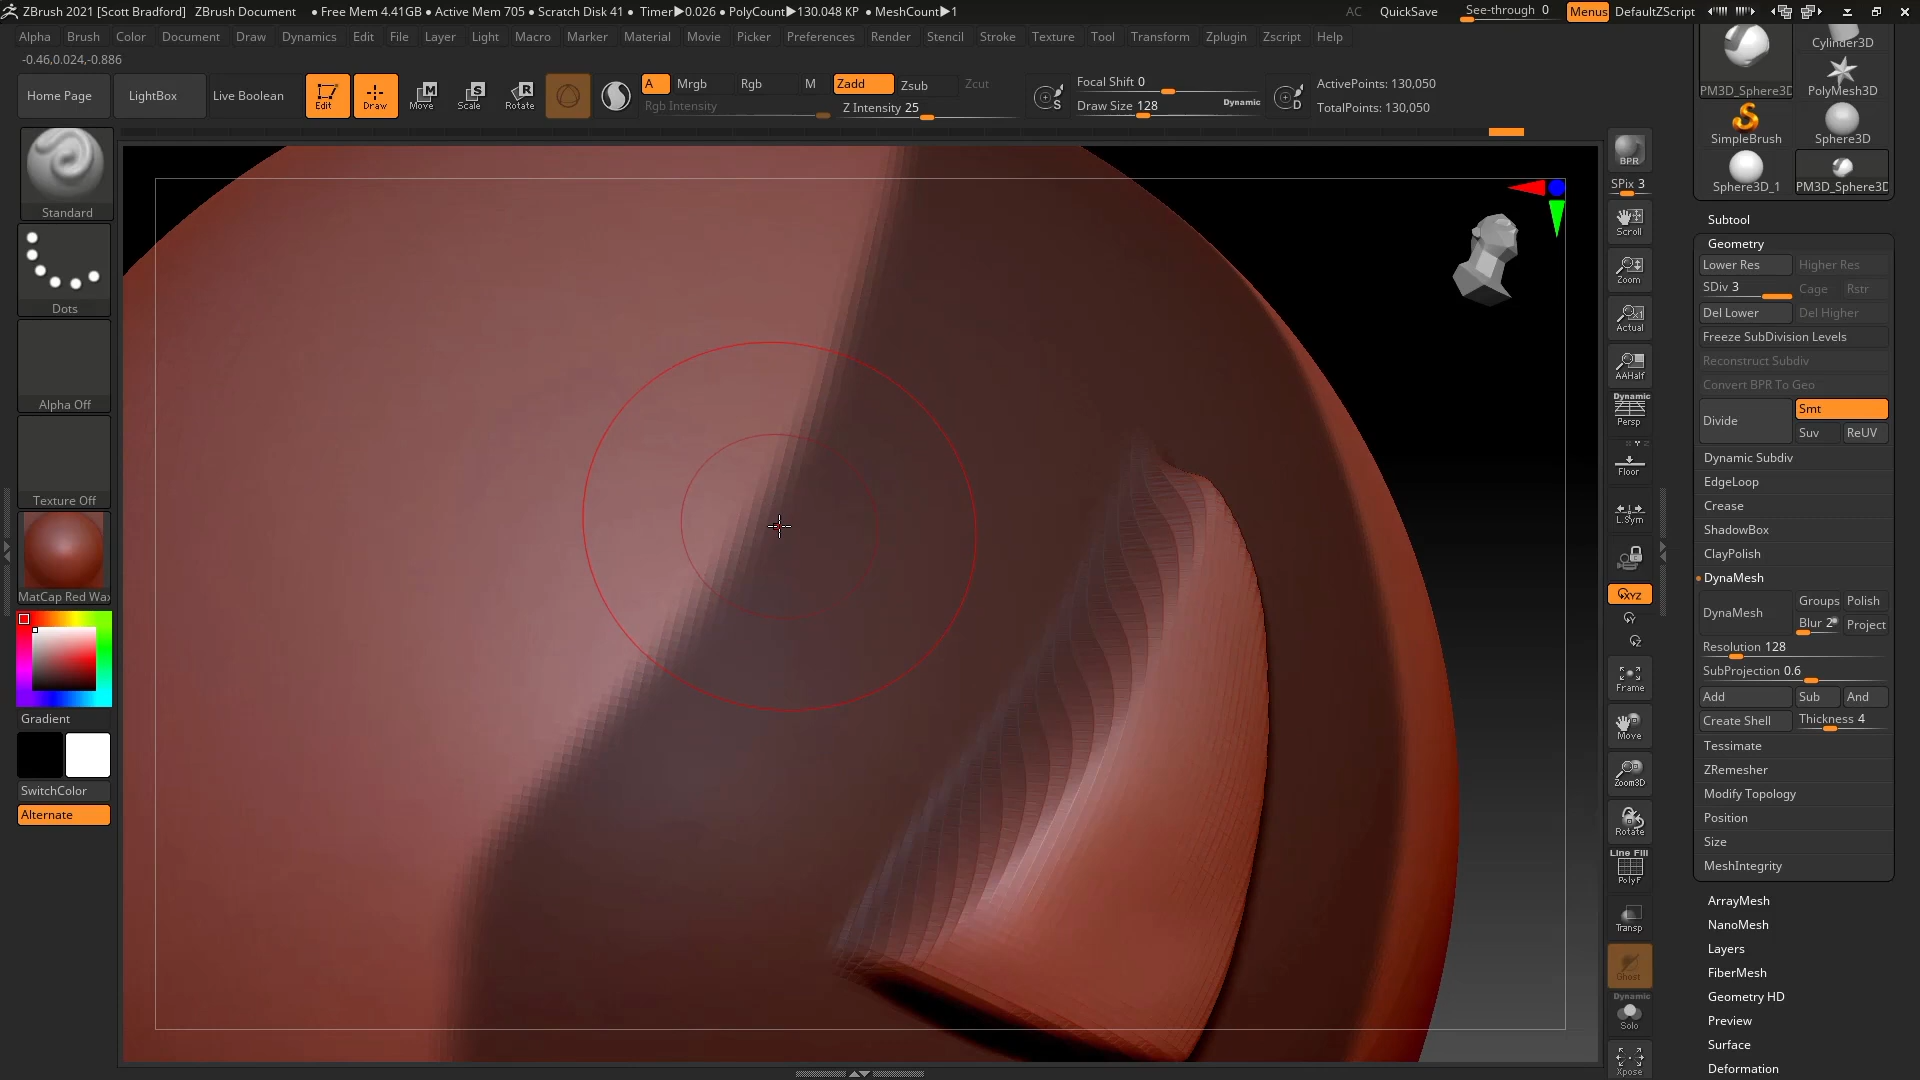 ZBrush 2021 [Scott Bradford] ZBrush Document • Free Mem 4.41GB • Active Mem 705 • Scratch Disk 41 • Timer▶0.026 • PolyCount▶130.048 KP • MeshCount▶1 AC QuickSave See-through 0 Menus DefaultZScript
Alpha Brush Color Document Draw Dynamics Edit File Layer Light Macro Marker Material Movie Picker Preferences Render Stencil Stroke Texture Tool Transform Zplugin Zscript Help
-0.46,0.024,-0.886
Home Page LightBox Live Boolean Edit Draw Move Scale Rotate A Mrgb Rgb M Zadd Zsub Zcut Focal Shift 0 ActivePoints: 130,050
Rgb Intensity Z Intensity 25 Draw Size 128 Dynamic TotalPoints: 130,050
Standard
Dots
Alpha Off
Texture Off
MatCap Red Wax
Gradient
SwitchColor
Alternate
BPR
SPix 3
Scroll
Zoom
Actual
AAHalf
Dynamic
Persp
Floor
L.Sym
XYZ
Y
Z
Frame
Move
Zoom3D
Rotate
Line Fill
PolyF
Transp
Ghost
Dynamic
Solo
Xpose
Cylinder3D
PM3D_Sphere3D PolyMesh3D
SimpleBrush Sphere3D
Sphere3D_1 PM3D_Sphere3D
Subtool
Geometry
Lower Res Higher Res
SDiv 3 Cage Rstr
Del Lower Del Higher
Freeze SubDivision Levels
Reconstruct Subdiv
Convert BPR To Geo
Divide Smt
Suv ReUV
Dynamic Subdiv
EdgeLoop
Crease
ShadowBox
ClayPolish
DynaMesh
DynaMesh Groups Polish
Blur 2 Project
Resolution 128
SubProjection 0.6
Add Sub And
Create Shell Thickness 4
Tessimate
ZRemesher
Modify Topology
Position
Size
MeshIntegrity
ArrayMesh
NanoMesh
Layers
FiberMesh
Geometry HD
Preview
Surface
Deformation